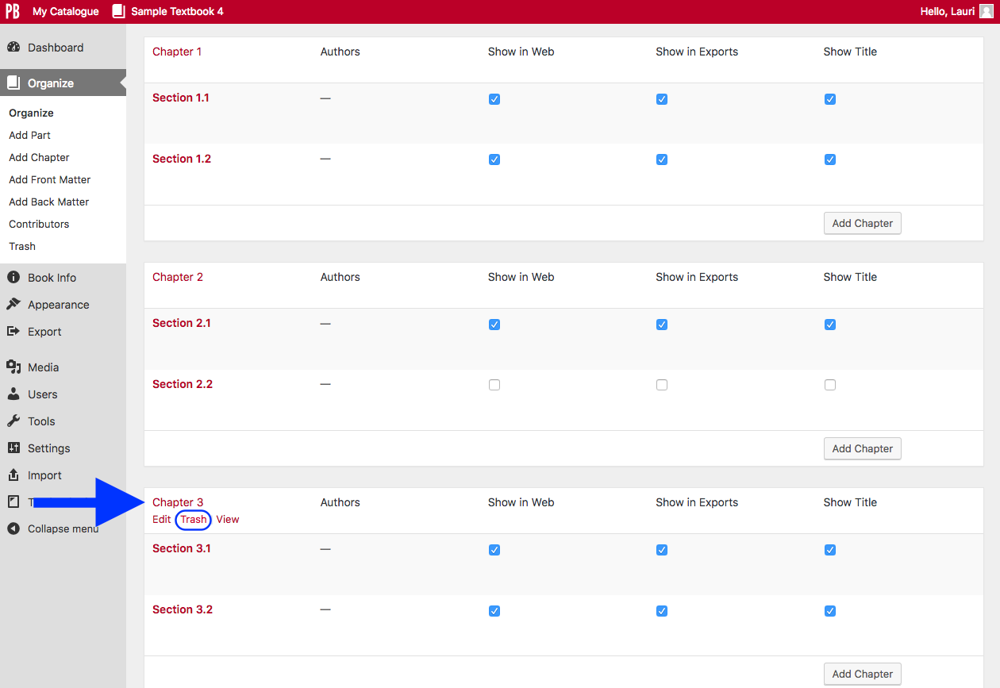 PB My Catalogue Sample Textbook 4 Hello, Lauri
Dashboard
Organize
Organize
Add Part
Add Chapter
Add Front Matter
Add Back Matter
Contributors
Trash
Book Info
Appearance
Export
Media
Users
Tools
Settings
Import
Collapse menu
Chapter 1 Authors Show in Web Show in Exports Show Title
Section 1.1 —
Section 1.2 —
Add Chapter
Chapter 2 Authors Show in Web Show in Exports Show Title
Section 2.1 —
Section 2.2 —
Add Chapter
Chapter 3 Authors Show in Web Show in Exports Show Title
Edit Trash View
Section 3.1 —
Section 3.2 —
Add Chapter